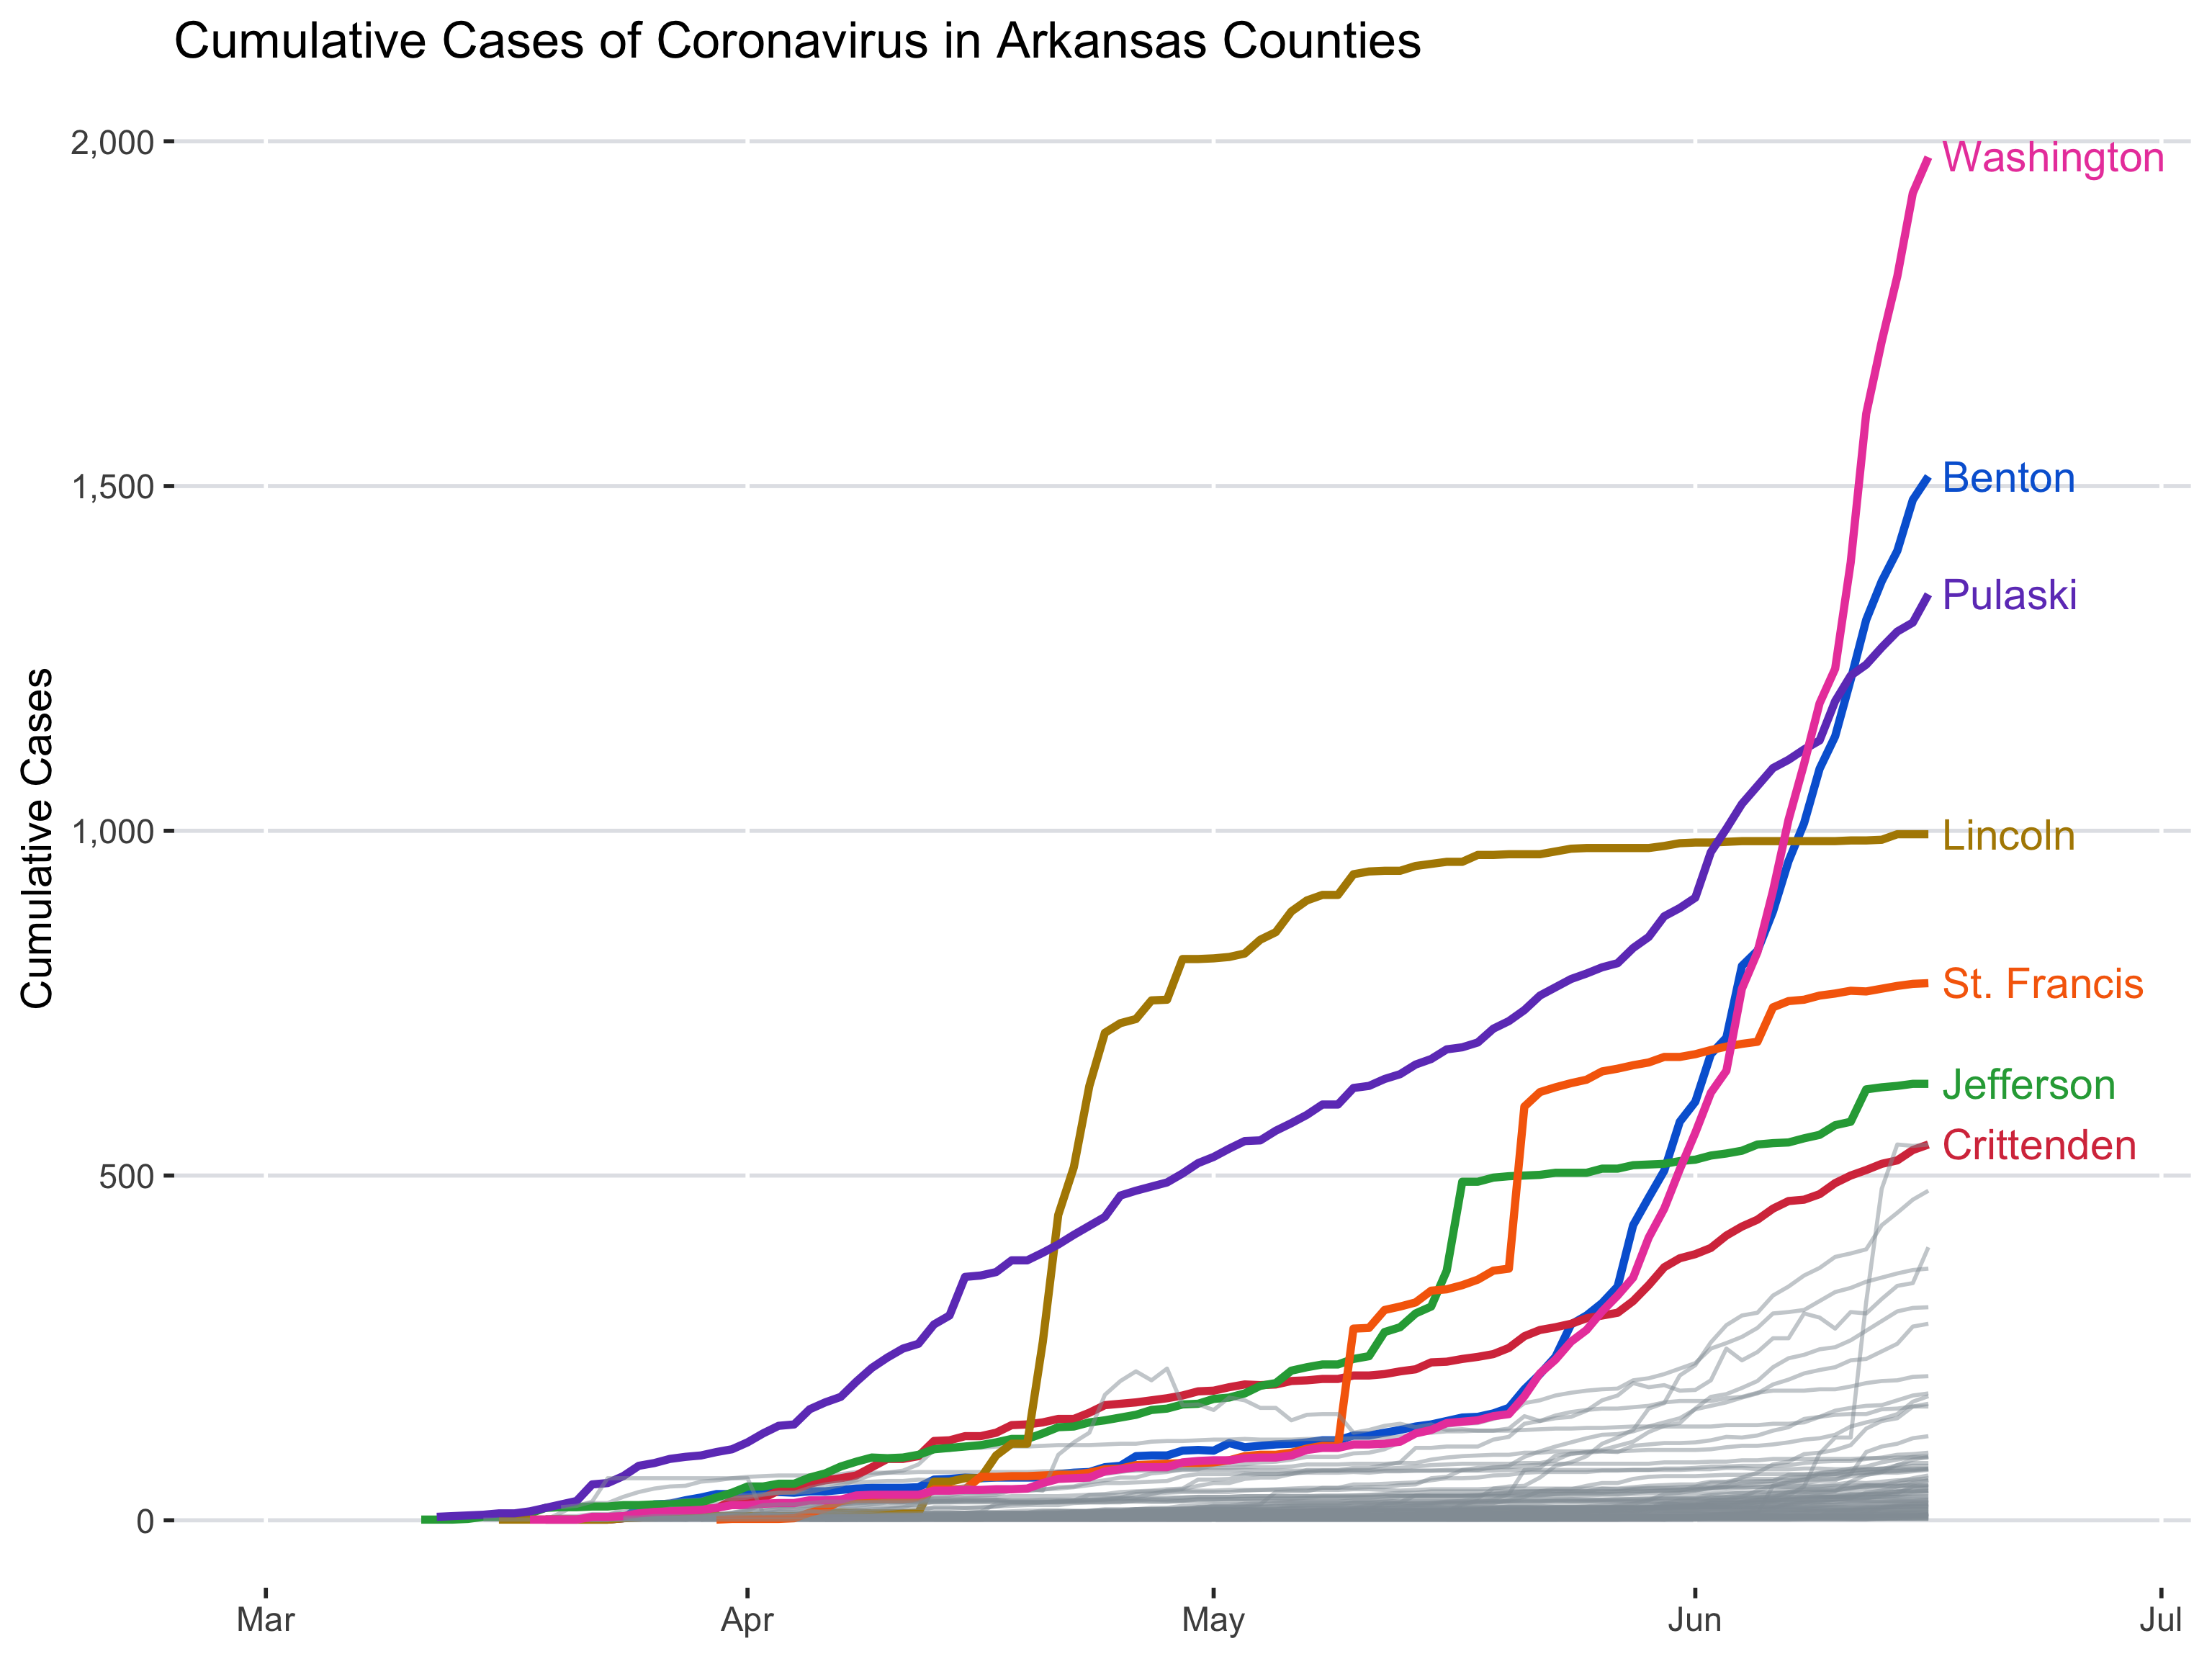 Cumulative Cases of Coronavirus in Arkansas Counties
2,000
1,500
1,000
500
0
Cumulative Cases
Washington
Benton
Pulaski
Lincoln
St. Francis
Jefferson
Crittenden
Mar
Apr
May
Jun
Jul